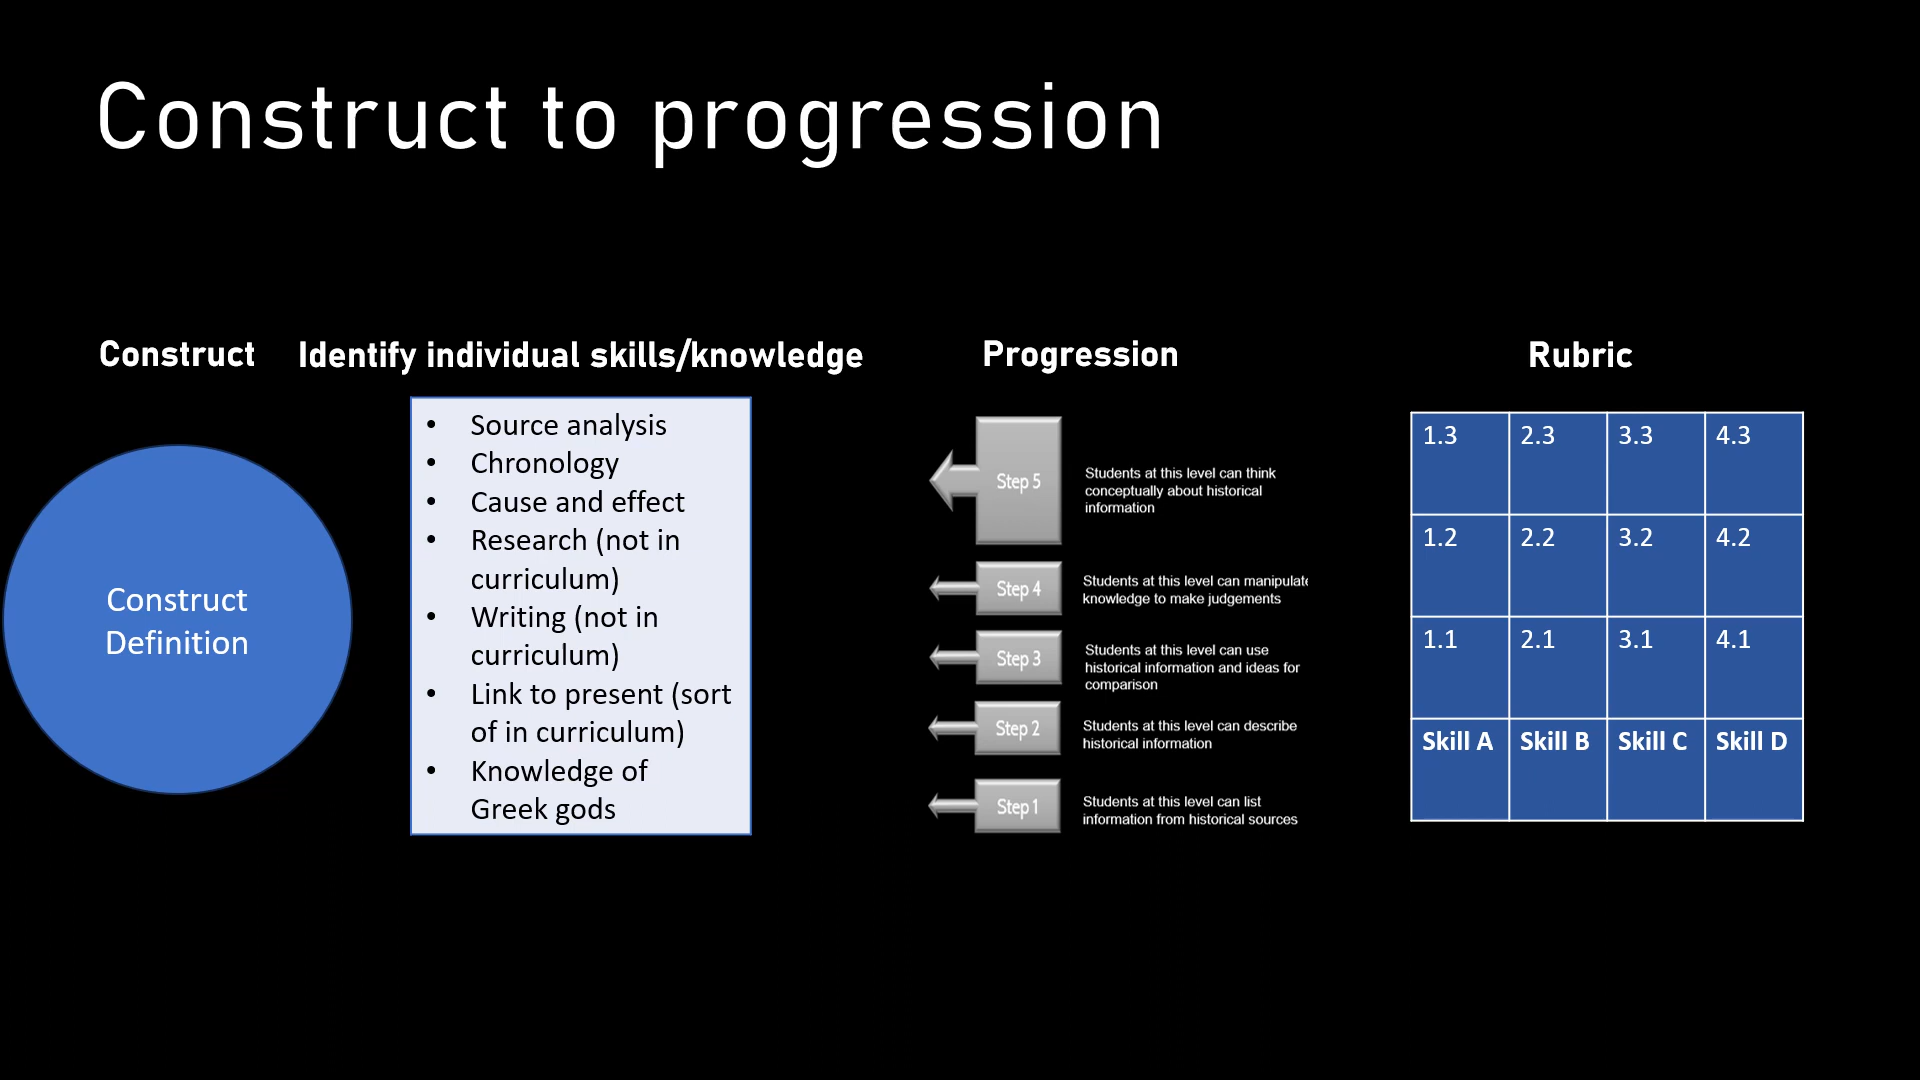 Construct to progression
Construct
Identify individual skills/knowledge
Progression
Rubric
Construct
Definition
• Source analysis
• Chronology
• Cause and effect
• Research (not in
curriculum)
• Writing (not in
curriculum)
• Link to present (sort
of in curriculum)
• Knowledge of
Greek gods
Step 5
Students at this level can think
conceptually about historical
information
Step 4
Students at this level can manipulate
knowledge to make judgements
Step 3
Students at this level can use
historical information and ideas for
comparison
Step 2
Students at this level can describe
historical information
Step 1
Students at this level can list
information from historical sources
1.3 2.3 3.3 4.3
1.2 2.2 3.2 4.2
1.1 2.1 3.1 4.1
Skill A Skill B Skill C Skill D